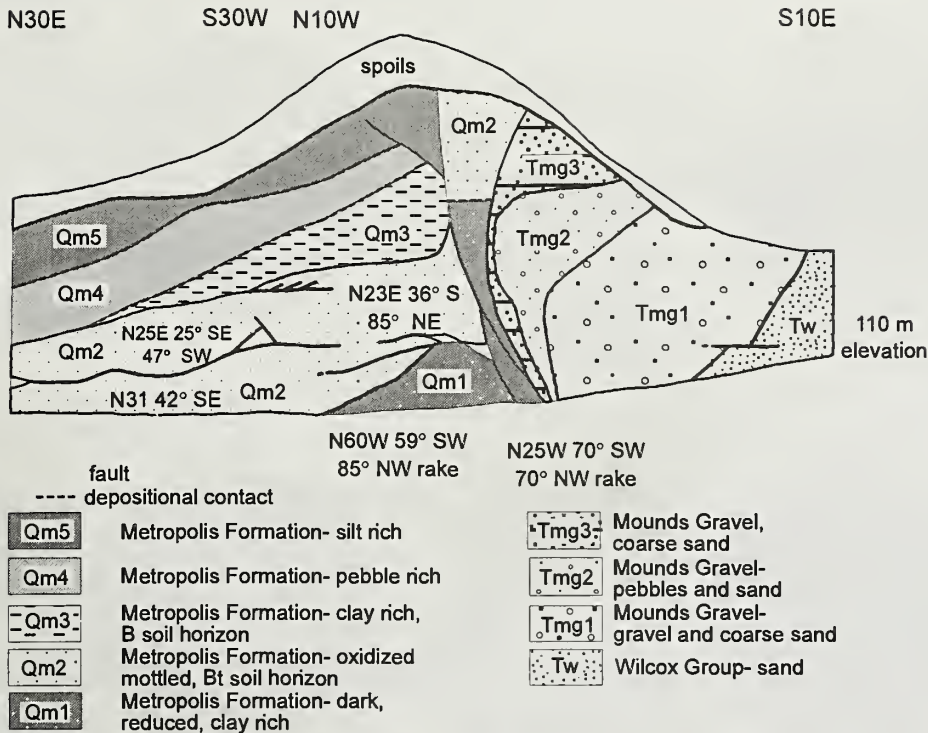 N30E S30W N10W S10E
spoils
Qm2
Tmg3
Qm5
Qm3
Tmg2
Qm4
N23E 36° S
85° NE
Tmg1
N25E 25° SE
47° SW
Tw
110 m
elevation
Qm2
Qm1
N31 42° SE
Qm2
N60W 59° SW
85° NW rake
N25W 70° SW
70° NW rake
fault
---- depositional contact
Qm5 Metropolis Formation- silt rich
Qm4 Metropolis Formation- pebble rich
Qm3 Metropolis Formation- clay rich,
B soil horizon
Qm2 Metropolis Formation- oxidized
mottled, Bt soil horizon
Qm1 Metropolis Formation- dark,
reduced, clay rich
Tmg3 Mounds Gravel,
coarse sand
Tmg2 Mounds Gravel-
pebbles and sand
Tmg1 Mounds Gravel-
gravel and coarse sand
Tw Wilcox Group- sand